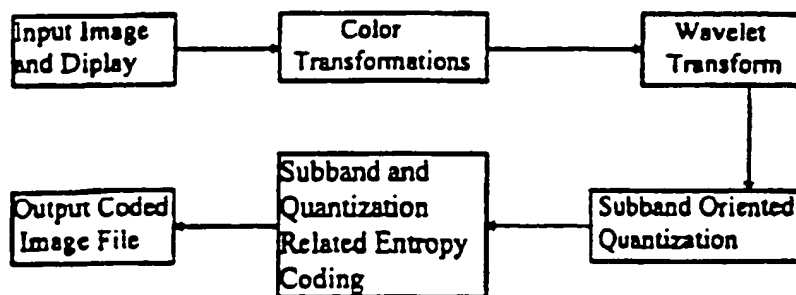 Input Image
and Diplay
Color
Transformations
Wavelet
Transform
Subband Oriented
Quantization
Subband and
Quantization
Related Entropy
Coding
Output Coded
Image File